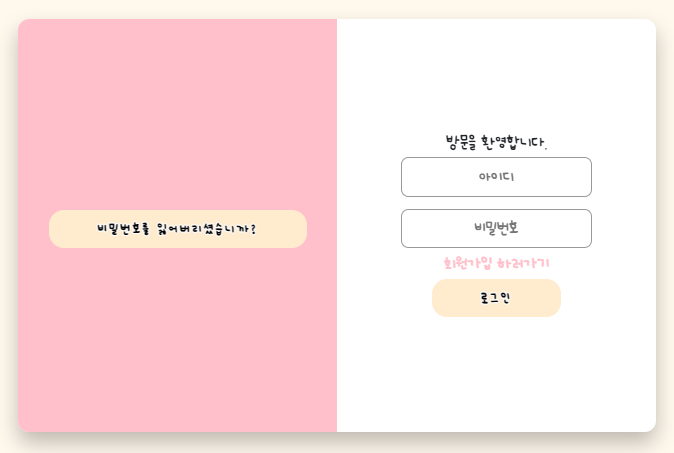 비밀번호를 잃어버리셨습니까?
방문을 환영합니다.
아이디
비밀번호
회원가입 하러가기
로그인